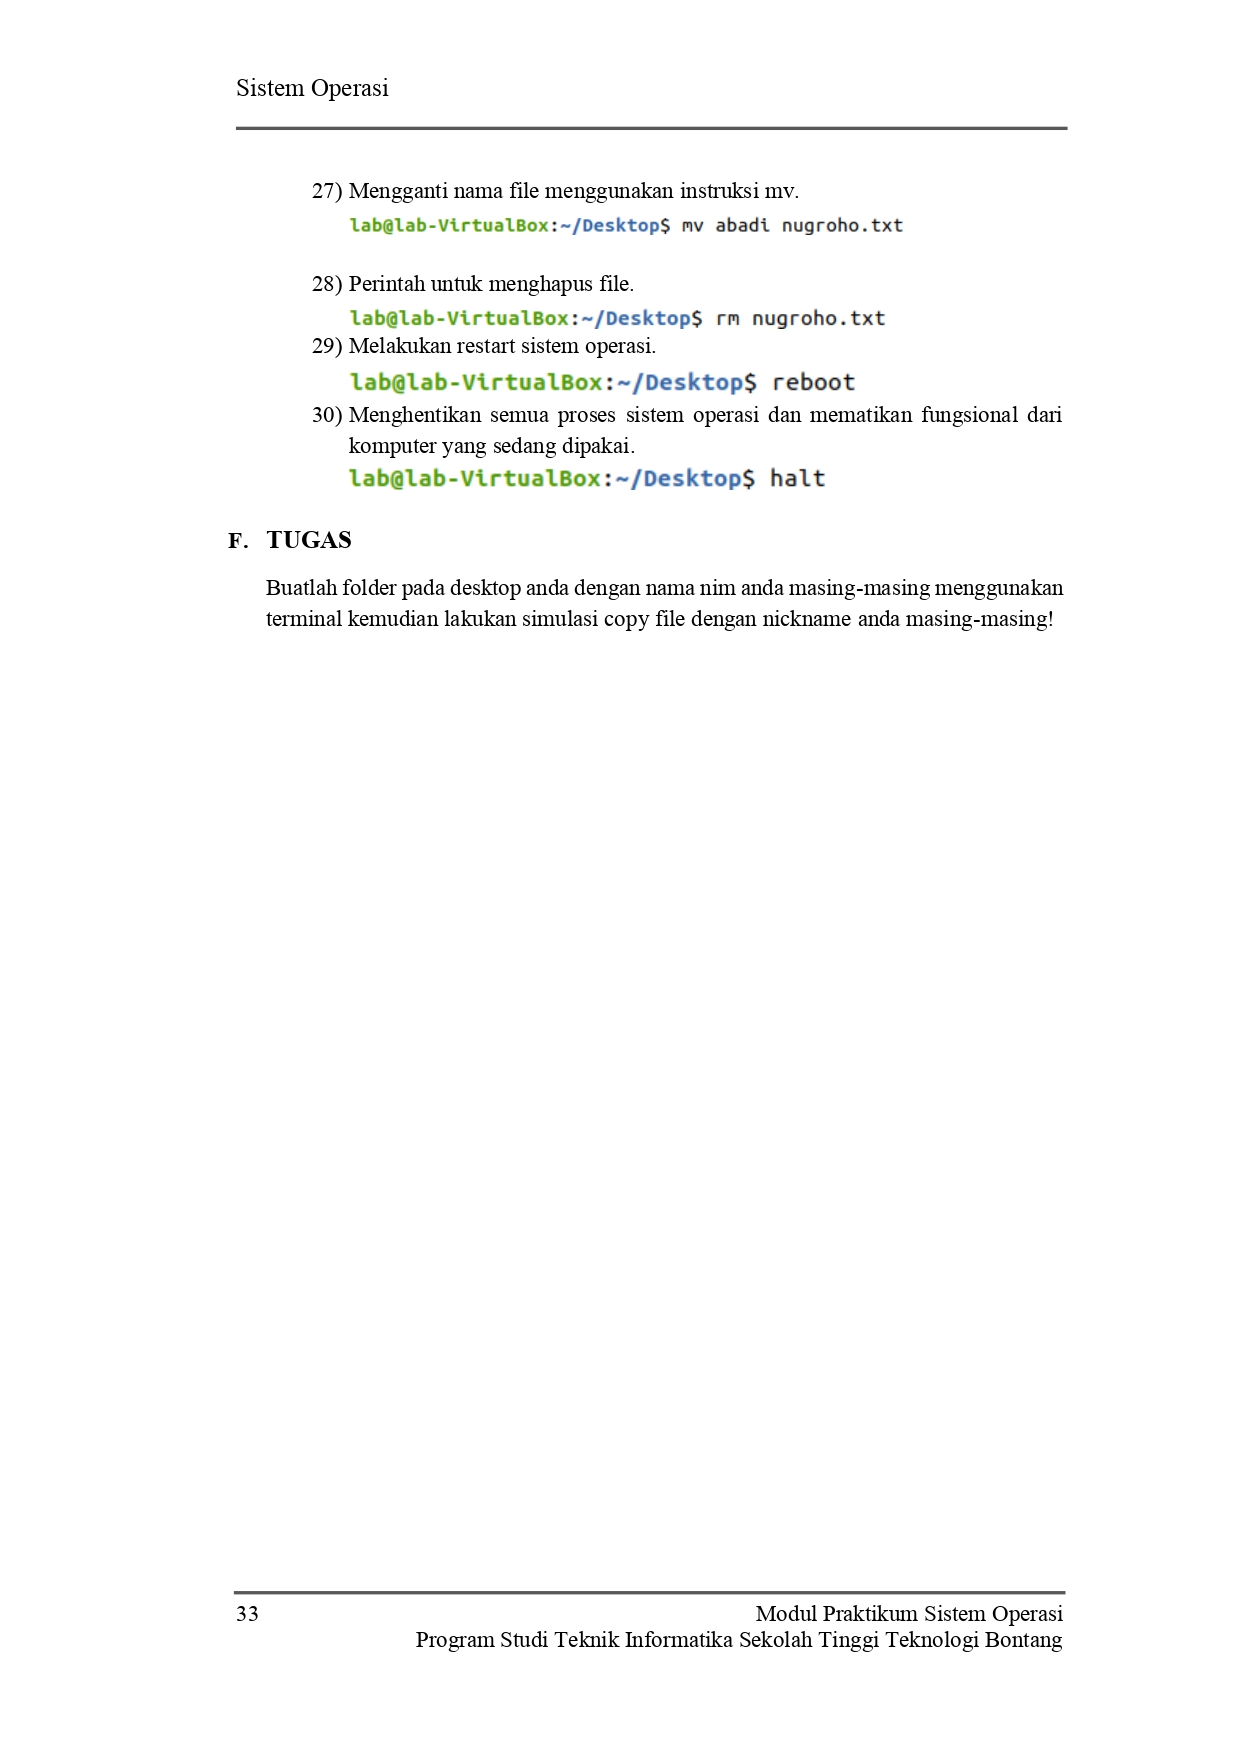 Sistem Operasi
27) Mengganti nama file menggunakan instruksi mv.
lab@lab-VirtualBox:~/Desktop$ mv abadi nugroho.txt
28) Perintah untuk menghapus file.
lab@lab-VirtualBox:~/Desktop$ rm nugroho.txt
29) Melakukan restart sistem operasi.
lab@lab-VirtualBox:~/Desktop$ reboot
30) Menghentikan semua proses sistem operasi dan mematikan fungsional dari
komputer yang sedang dipakai.
lab@lab-VirtualBox:~/Desktop$ halt
F. TUGAS
Buatlah folder pada desktop anda dengan nama nim anda masing-masing menggunakan
terminal kemudian lakukan simulasi copy file dengan nickname anda masing-masing!
33 Modul Praktikum Sistem Operasi
Program Studi Teknik Informatika Sekolah Tinggi Teknologi Bontang